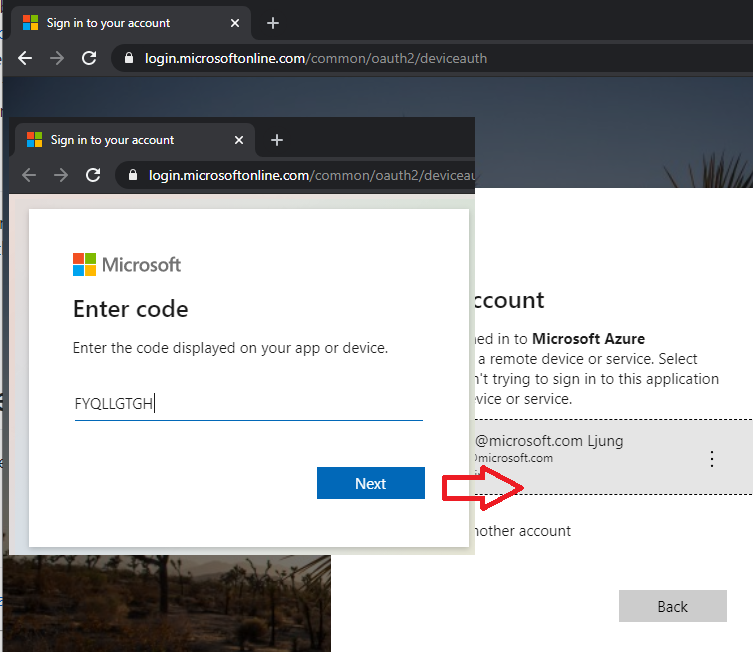 Sign in to your account
login.microsoftonline.com/common/oauth2/deviceauth
Sign in to your account
login.microsoftonline.com/common/oauth2/deviceau
Microsoft
Enter code
Enter the code displayed on your app or device.
FYQLLGTGH
Next
ccount
ned in to Microsoft Azure
a remote device or service. Select
n't trying to sign in to this application
evice or service.
@microsoft.com Ljung
@microsoft.com
nother account
Back